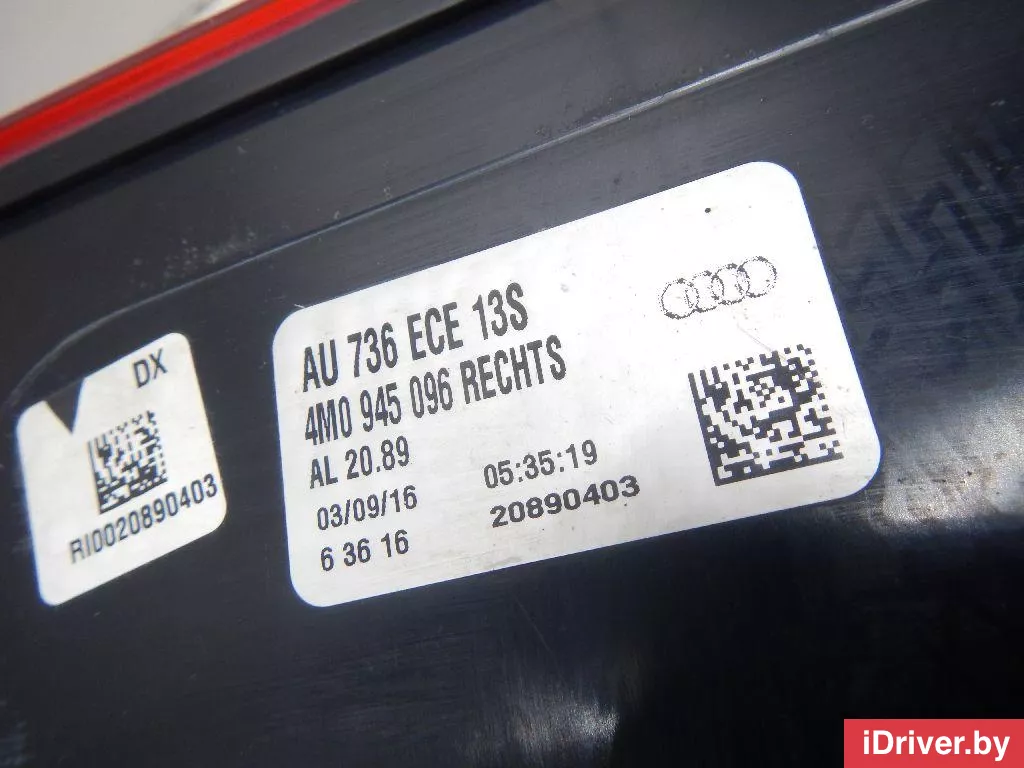 DX
RI0020890403
AU 736 ECE 13S
4M0 945 096 RECHTS
AL 20.89
03/09/16 05:35:19
6 36 16 20890403
iDriver.by